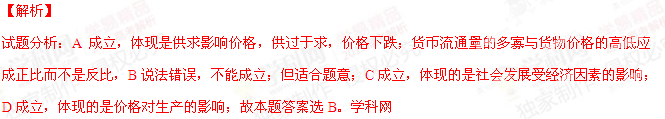 【解析】
试题分析：A 成立，体现是供求影响价格，供过于求，价格下跌；货币流通量的多寡与货物价格的高低应
成正比而不是反比，B 说法错误，不能成立；但适合题意；C 成立，体现的是社会发展受经济因素的影响；
D 成立，体现的是价格对生产的影响；故本题答案选 B。学科网